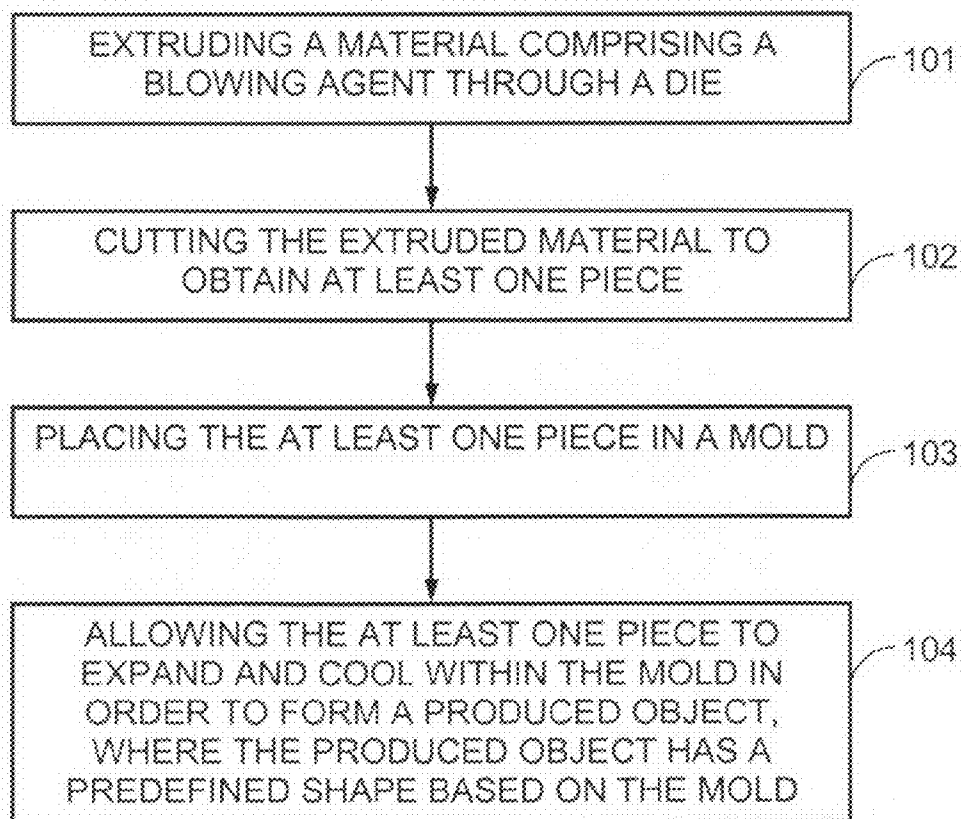 EXTRUDING A MATERIAL COMPRISING A
BLOWING AGENT THROUGH A DIE
101
CUTTING THE EXTRUDED MATERIAL TO
OBTAIN AT LEAST ONE PIECE
102
PLACING THE AT LEAST ONE PIECE IN A MOLD
103
ALLOWING THE AT LEAST ONE PIECE TO
EXPAND AND COOL WITHIN THE MOLD IN
ORDER TO FORM A PRODUCED OBJECT,
WHERE THE PRODUCED OBJECT HAS A
PREDEFINED SHAPE BASED ON THE MOLD
104